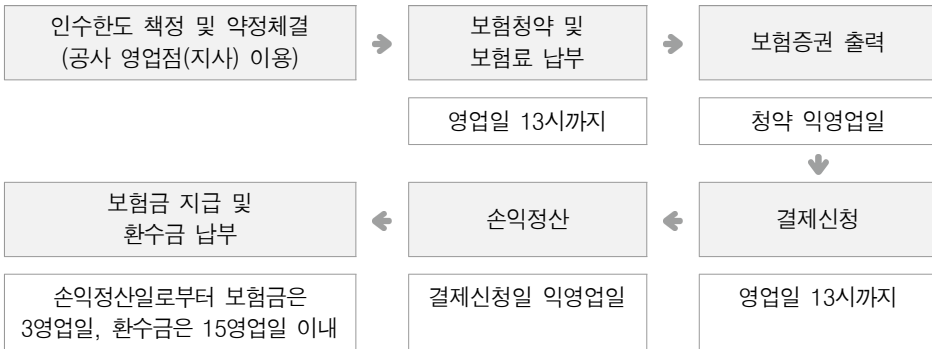 인수한도 책정 및 약정체결
(공사 영업점(지사) 이용)
보험청약 및
보험료 납부
보험증권 출력
영업일 13시까지
청약 익영업일
보험금 지급 및
환수금 납부
손익정산
결제신청
손익정산일로부터 보험금은
3영업일, 환수금은 15영업일 이내
결제신청일 익영업일
영업일 13시까지